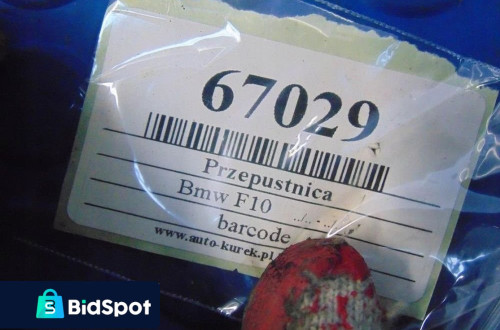 67029
Przepustnica
Bmw F10
barcode
www.auto-kurek.pl
BidSpot